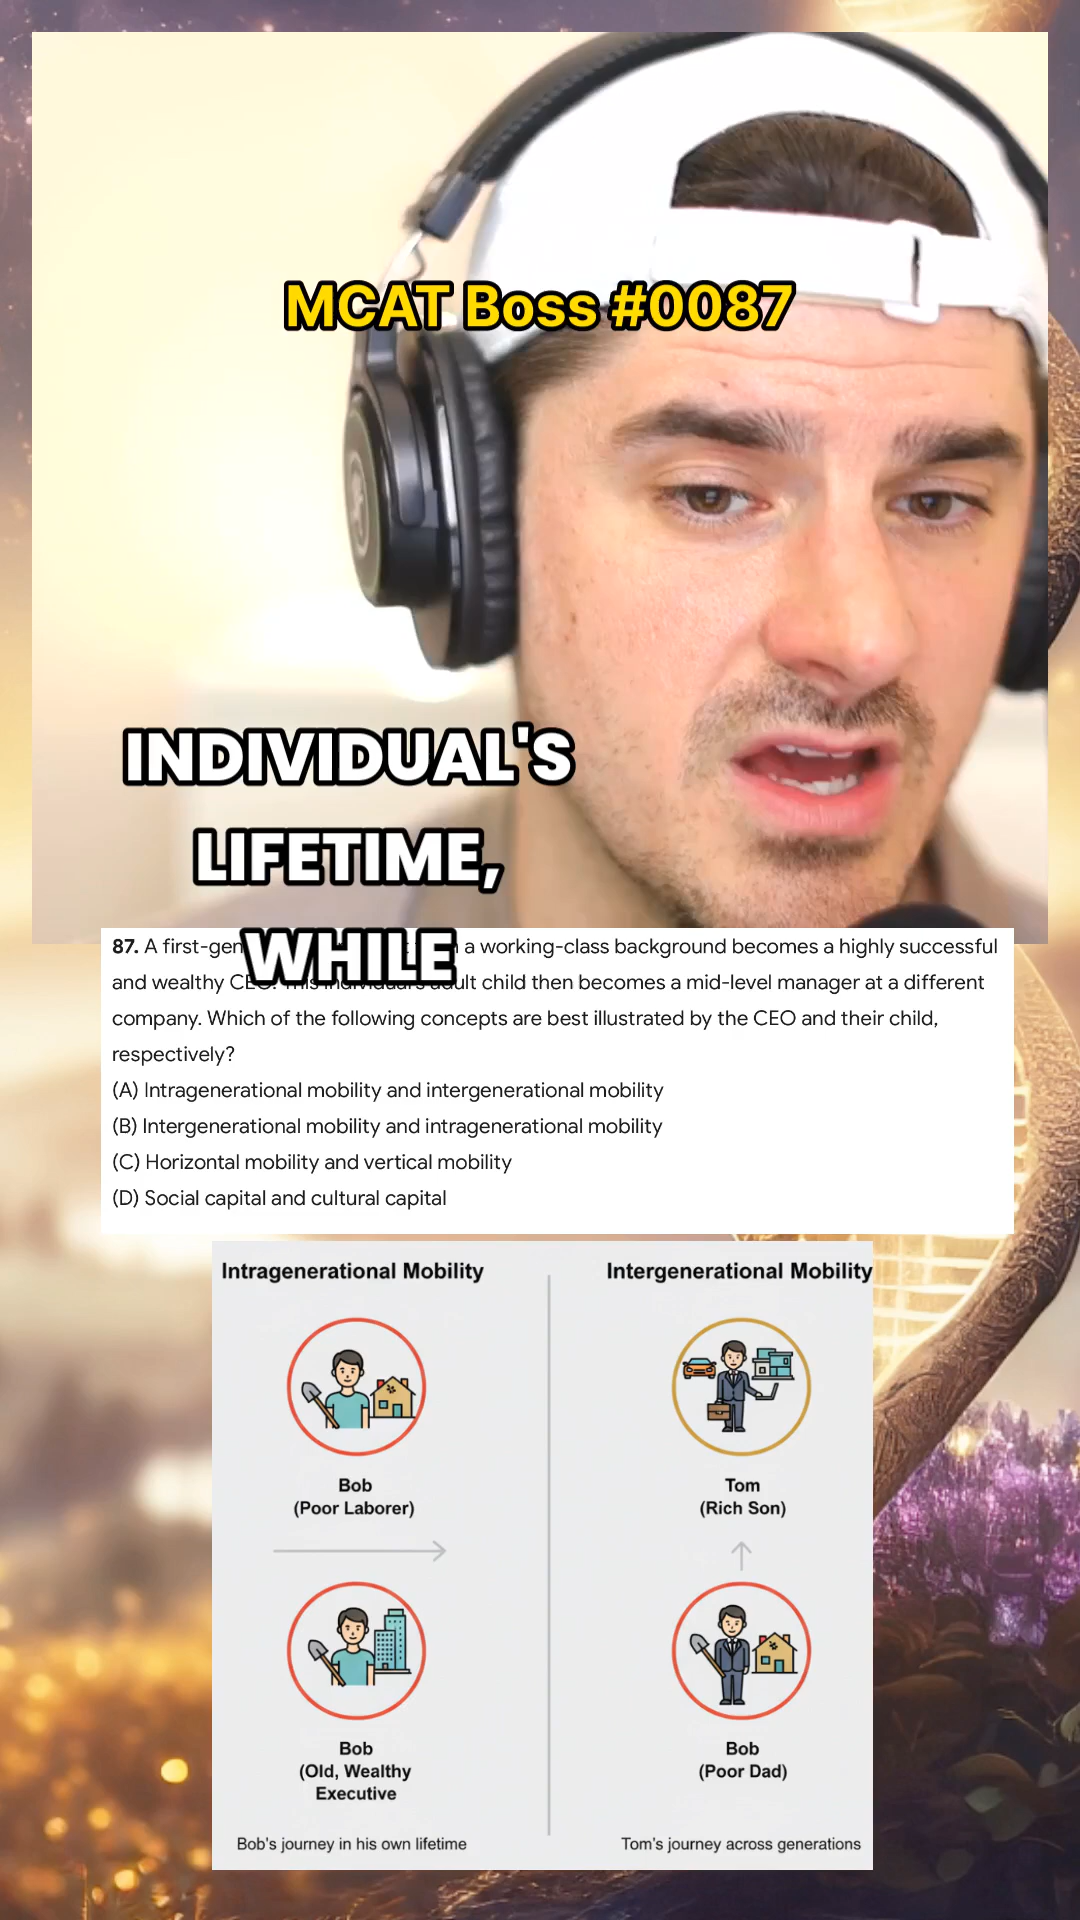 MCAT Boss #0087
INDIVIDUAL'S
LIFETIME,
WHILE
87. A first-gen a working-class background becomes a highly successful
and wealthy CEO. This individual's adult child then becomes a mid-level manager at a different
company. Which of the following concepts are best illustrated by the CEO and their child,
respectively?
(A) Intragenerational mobility and intergenerational mobility
(B) Intergenerational mobility and intragenerational mobility
(C) Horizontal mobility and vertical mobility
(D) Social capital and cultural capital
Intragenerational Mobility
Bob
(Poor Laborer)
Bob
(Old, Wealthy
Executive
Bob's journey in his own lifetime
Intergenerational Mobility
Tom
(Rich Son)
Bob
(Poor Dad)
Tom's journey across generations